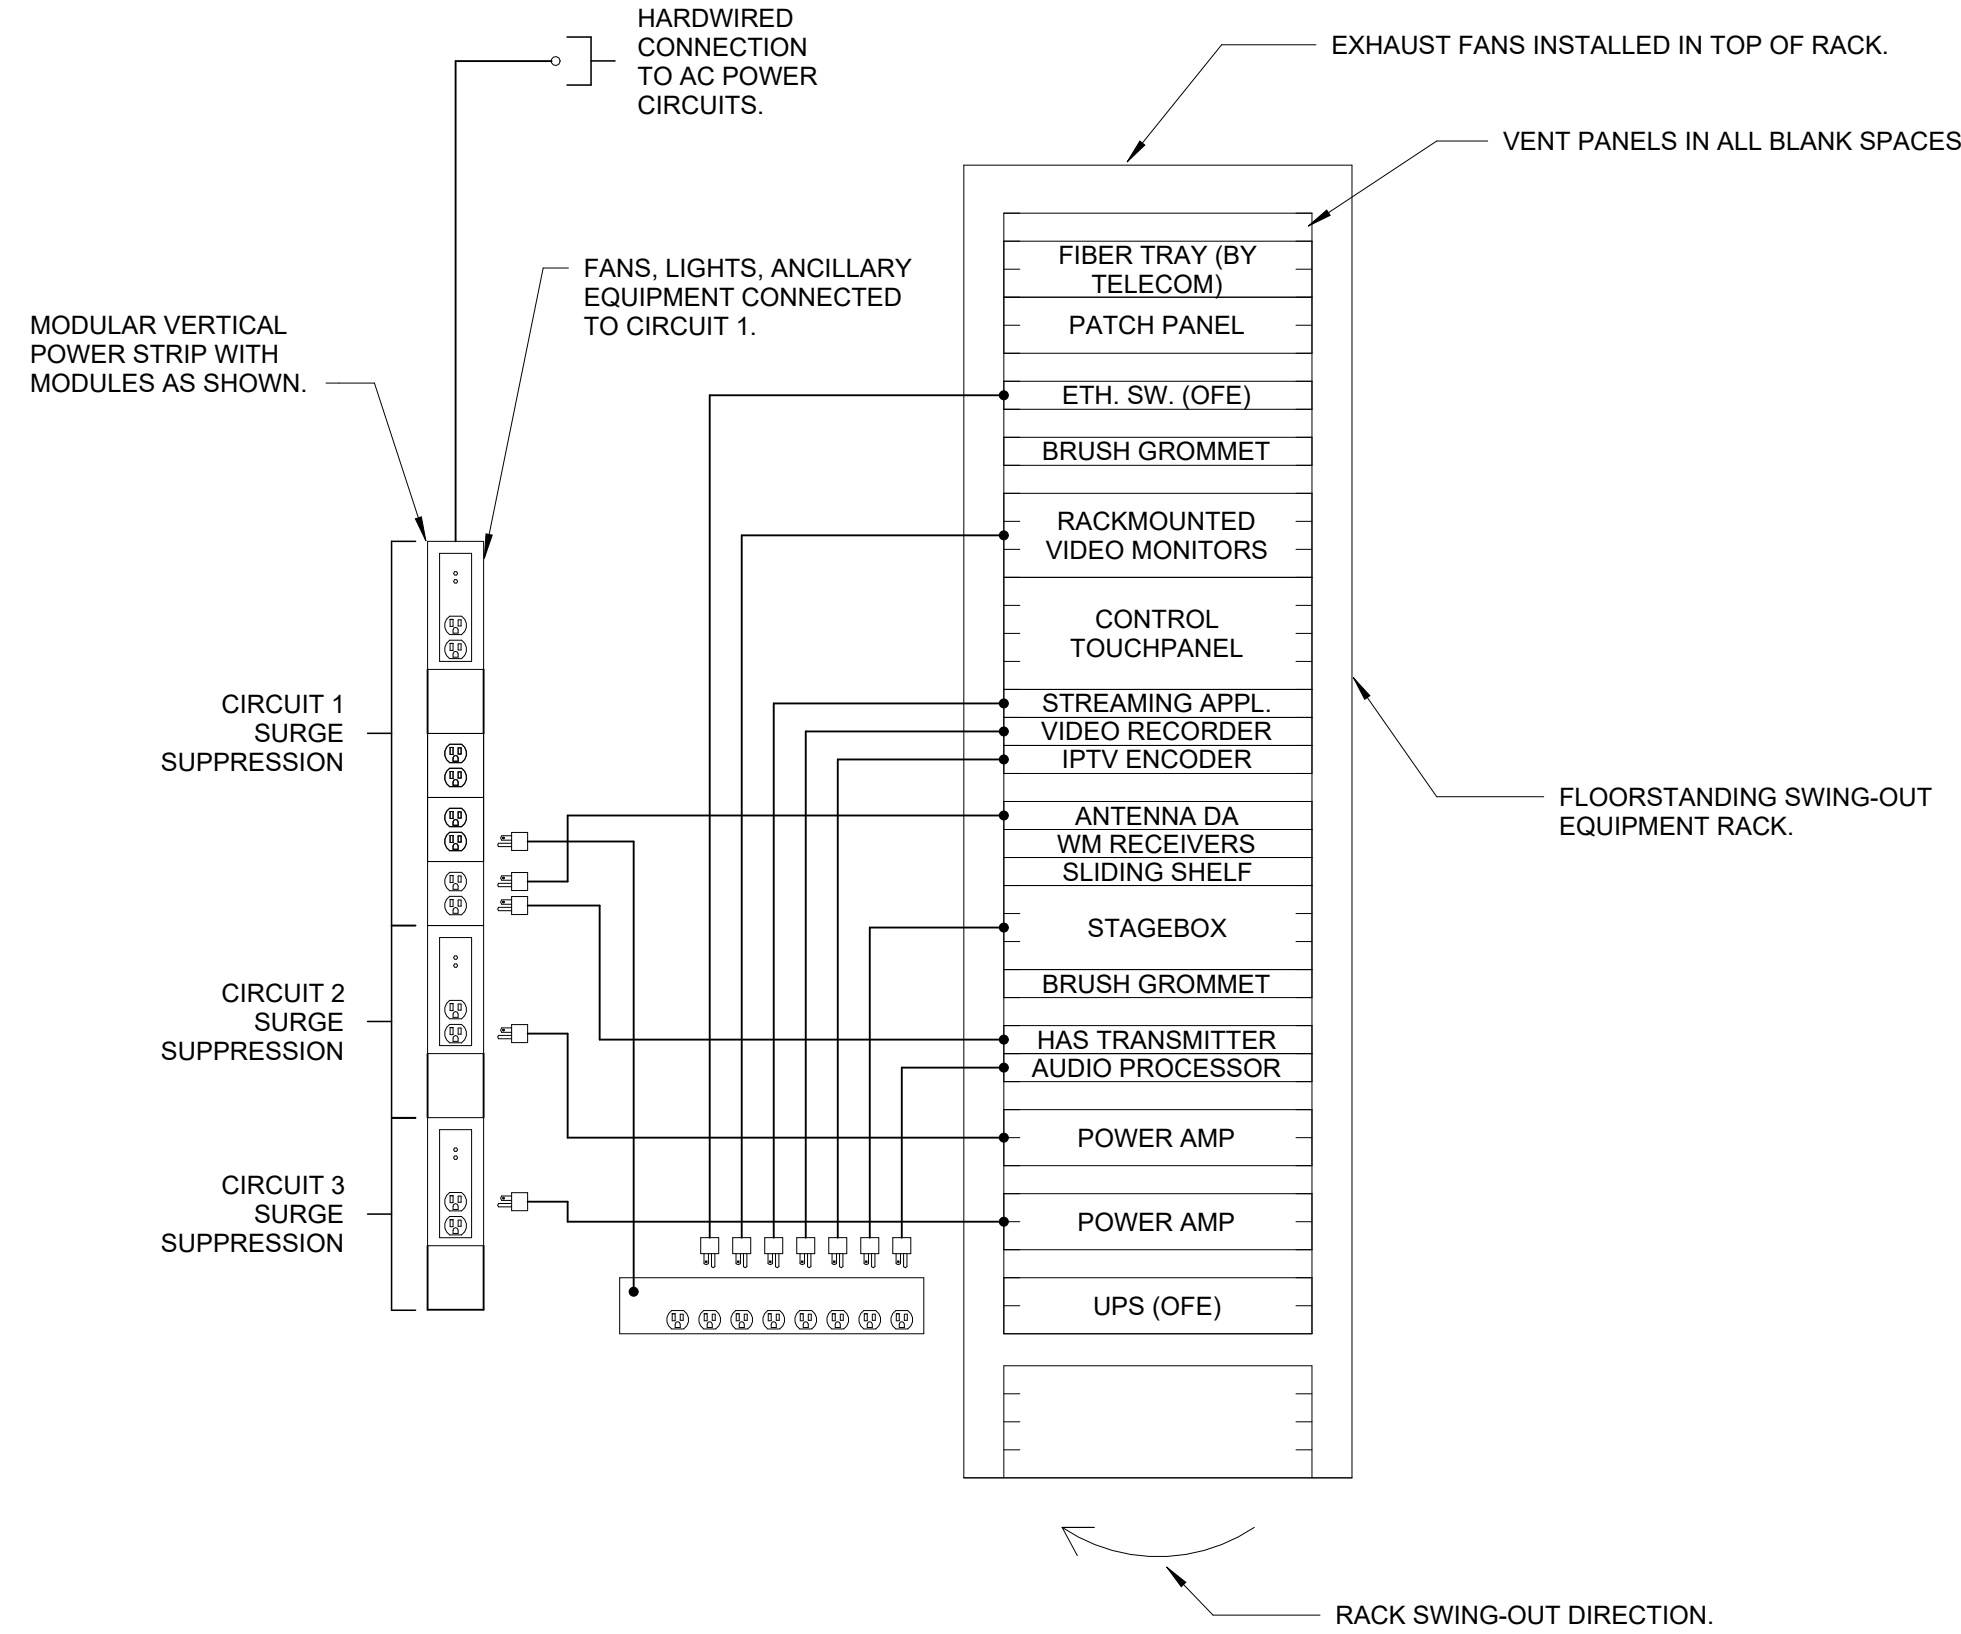 HARDWIRED
CONNECTION
TO AC POWER
CIRCUITS.
EXHAUST FANS INSTALLED IN TOP OF RACK.
VENT PANELS IN ALL BLANK SPACES
FANS, LIGHTS, ANCILLARY
EQUIPMENT CONNECTED
TO CIRCUIT 1.
MODULAR VERTICAL
POWER STRIP WITH
MODULES AS SHOWN.
CIRCUIT 1
SURGE
SUPPRESSION
CIRCUIT 2
SURGE
SUPPRESSION
CIRCUIT 3
SURGE
SUPPRESSION
FIBER TRAY (BY
TELECOM)
PATCH PANEL
ETH. SW. (OFE)
BRUSH GROMMET
RACKMOUNTED
VIDEO MONITORS
CONTROL
TOUCHPANEL
STREAMING APPL.
VIDEO RECORDER
IPTV ENCODER
ANTENNA DA
WM RECEIVERS
SLIDING SHELF
STAGEBOX
BRUSH GROMMET
HAS TRANSMITTER
AUDIO PROCESSOR
POWER AMP
POWER AMP
UPS (OFE)
FLOORSTANDING SWING-OUT
EQUIPMENT RACK.
RACK SWING-OUT DIRECTION.